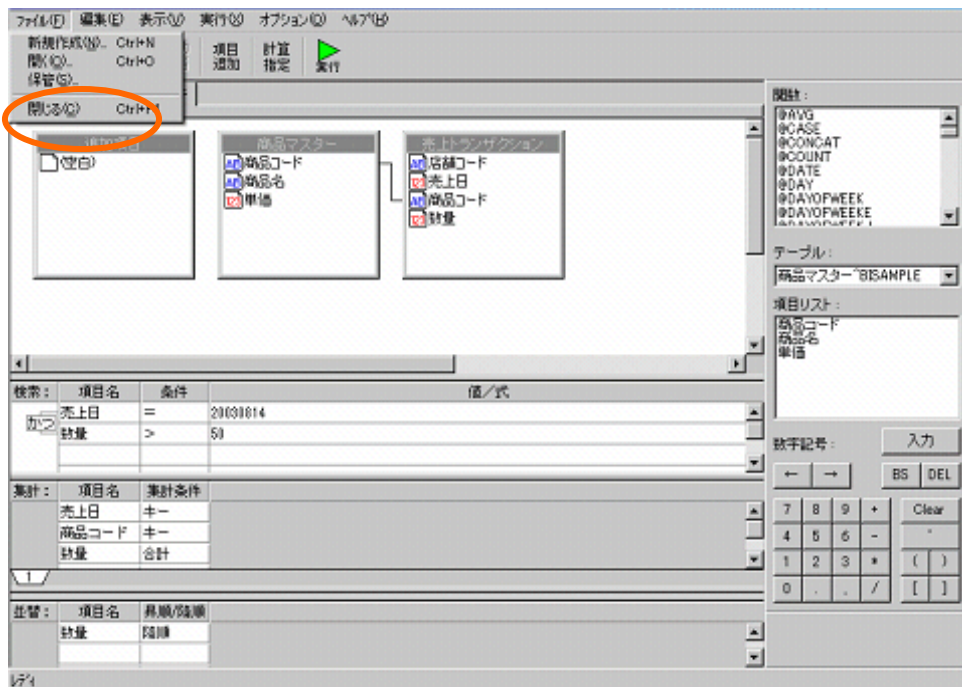 ファイル(F) 編集(E) 表示(V) 実行(X) オプション(O) ヘルプ(H)
新規作成(N)... Ctrl+N
開く(O)... Ctrl+O
保管(S)...
閉じる(C)
項目追加 計算指定 実行
追加項目
(空白)
商品マスター
商品コード
商品名
単価
売上トランザクション
店舗コード
売上日
商品コード
数量
検索: 項目名 条件 値/式
かつ
売上日 = 20030814
数量 > 50
集計: 項目名 集計条件
売上日 キー
商品コード キー
数量 合計
1
並替: 項目名 昇順/降順
数量 降順
レディ
関数:
@AVG
@CASE
@CONCAT
@COUNT
@DATE
@DAY
@DAYOFWEEK
@DAYOFWEEKE
テーブル:
商品マスター^BISAMPLE
項目リスト:
商品コード
商品名
単価
数字記号: 入力
← → BS DEL
7 8 9 + Clear
4 5 6 -
1 2 3 * ( )
0 . , / [ ]